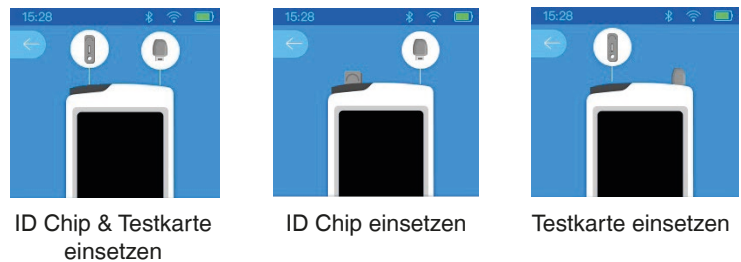 15:28
15:28
15:28
ID Chip & Testkarte
einsetzen
ID Chip einsetzen
Testkarte einsetzen